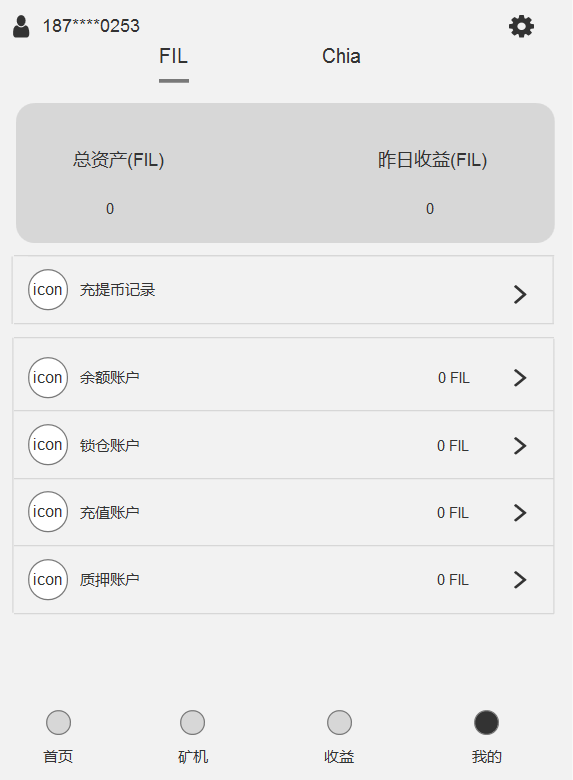 187****0253
FIL Chia
总资产(FIL) 昨日收益(FIL)
0 0
icon 充提币记录
icon 余额账户 0 FIL
icon 锁仓账户 0 FIL
icon 充值账户 0 FIL
icon 质押账户 0 FIL
首页 矿机 收益 我的